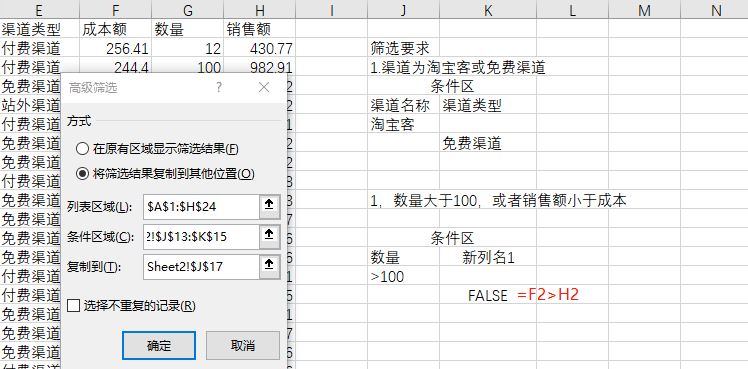 E F G H I J K L M N
渠道类型 成本额 数量 销售额
付费渠道 256.41 12 430.77 筛选要求
付费渠道 244.4 100 982.91 1.渠道为淘宝客或免费渠道
免费渠道 2 条件区
站外渠道 2 渠道名称 渠道类型
付费渠道 1 淘宝客
免费渠道 2 免费渠道
免费渠道 2
付费渠道 8
免费渠道 3 1，数量大于100，或者销售额小于成本
免费渠道 7
免费渠道 6 条件区
免费渠道 6 数量 新列名1
付费渠道 1 >100
付费渠道 6 FALSE =F2>H2
免费渠道 1
免费渠道 7
免费渠道 6
免费渠道 4
高级筛选 ?
方式
在原有区域显示筛选结果(F)
将筛选结果复制到其他位置(O)
列表区域(L): $A$1:$H$24
条件区域(C): 2!$J$13:$K$15
复制到(T): Sheet2!$J$17
选择不重复的记录(R)
确定 取消